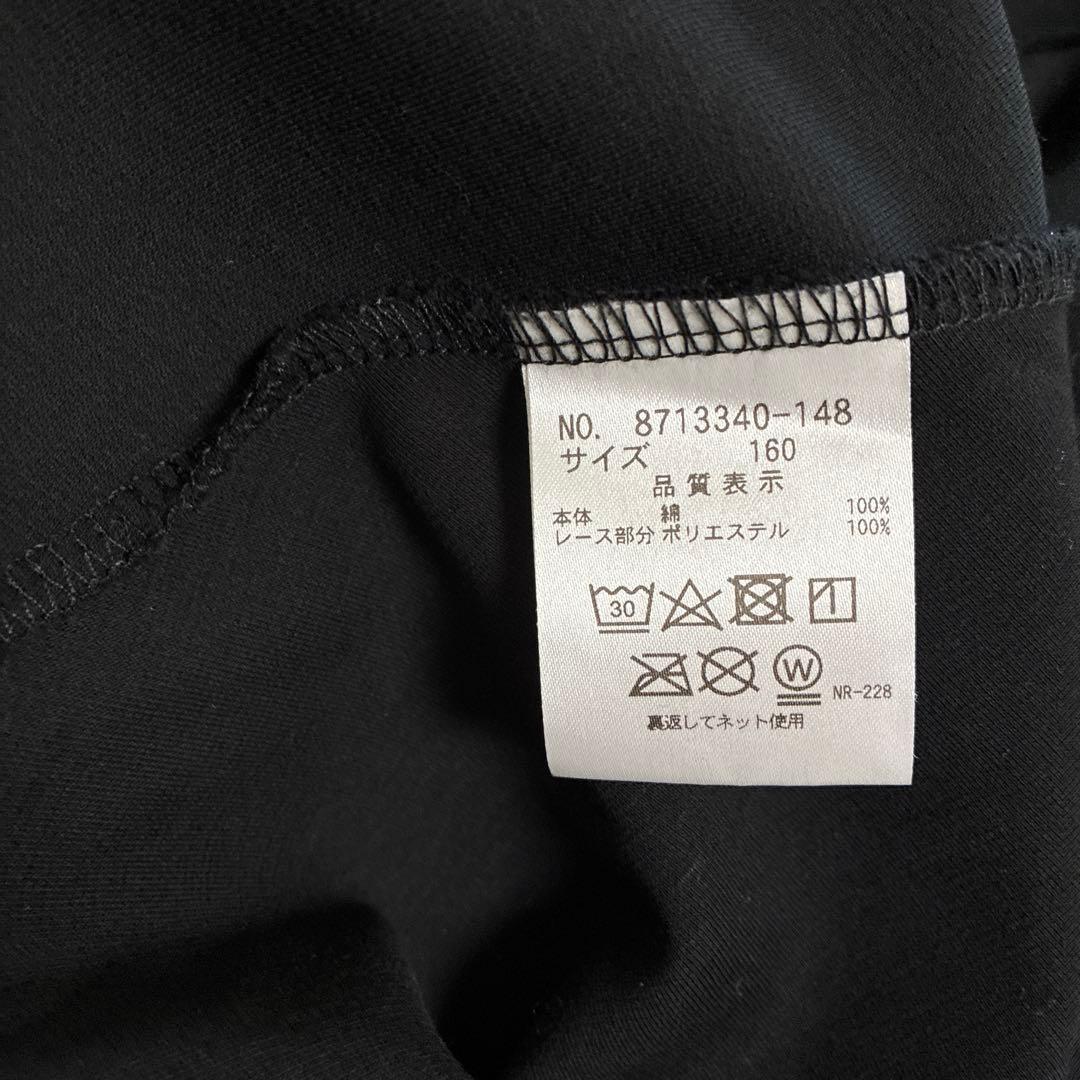 NO. 8713340-148
サイズ 160
品質表示
本体 綿 100%
レース部分 ポリエステル 100%
30
W NR-228
裏返してネット使用